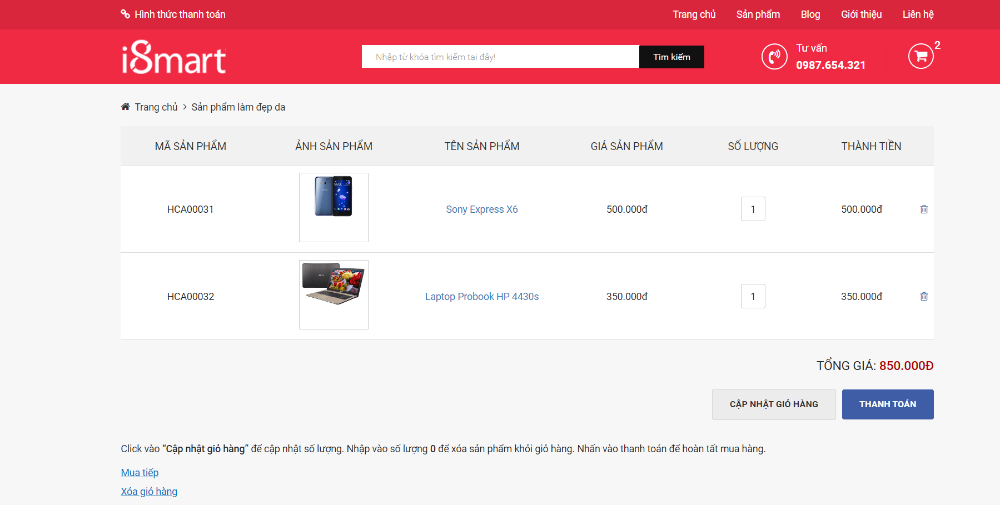 Hình thức thanh toán
Trang chủ Sản phẩm Blog Giới thiệu Liên hệ
i8mart
Nhập từ khóa tìm kiếm tại đây!
Tìm kiếm
Tư vấn
0987.654.321
2
Trang chủ > Sản phẩm làm đẹp da
MÃ SẢN PHẨM ẢNH SẢN PHẨM TÊN SẢN PHẨM GIÁ SẢN PHẨM SỐ LƯỢNG THÀNH TIỀN
HCA00031 Sony Express X6 500.000đ 1 500.000đ
HCA00032 Laptop Probook HP 4430s 350.000đ 1 350.000đ
TỔNG GIÁ: 850.000Đ
CẬP NHẬT GIỎ HÀNG THANH TOÁN
Click vào “Cập nhật giỏ hàng” để cập nhật số lượng. Nhập vào số lượng 0 để xóa sản phẩm khỏi giỏ hàng. Nhấn vào thanh toán để hoàn tất mua hàng.
Mua tiếp
Xóa giỏ hàng